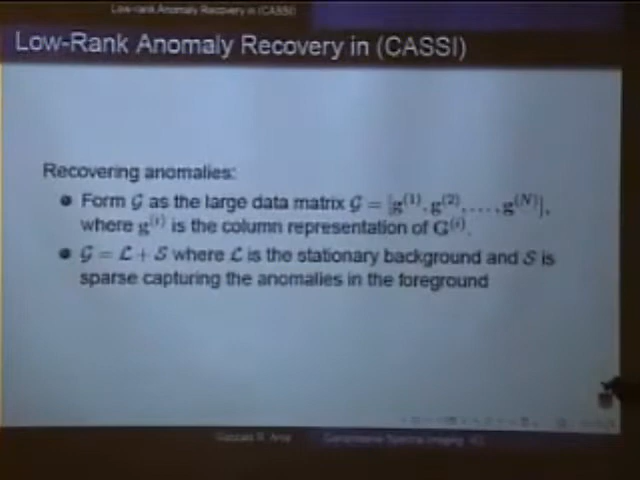 Low-rank Anomaly Recovery in (CASSI)
Low-Rank Anomaly Recovery in (CASSI)
Recovering anomalies:
● Form 𝒢 as the large data matrix 𝒢 = [g⁽¹⁾, g⁽²⁾, . . . , g⁽ᴺ⁾],
where g⁽ⁱ⁾ is the column representation of G⁽ⁱ⁾.
● 𝒢 = ℒ + 𝒮 where ℒ is the stationary background and 𝒮 is
sparse capturing the anomalies in the foreground
Spectral Imaging